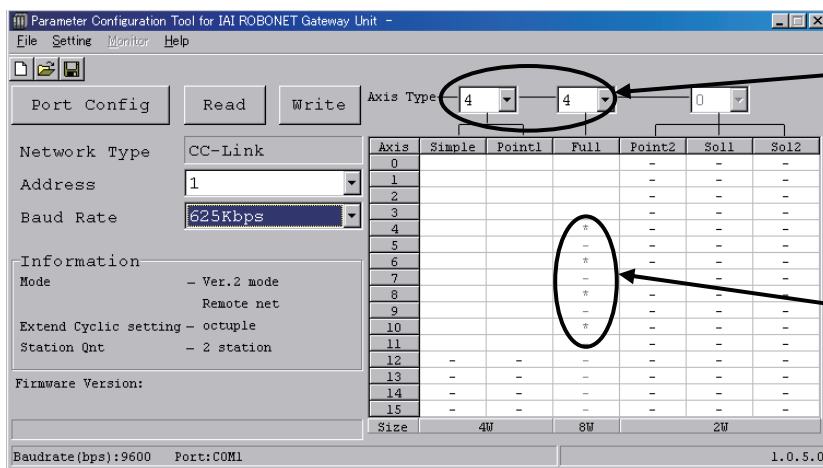 Parameter Configuration Tool for IAI ROBONET Gateway Unit -
File Setting Monitor Help
Port Config Read Write
Axis Type 4 4 0
Network Type CC-Link
Address 1
Baud Rate 625Kbps
Information
Mode - Ver.2 mode
Remote net
Extend Cyclic setting - octuple
Station Qnt - 2 station
Firmware Version:
Axis Simple Point1 Full Point2 Sol1 Sol2
0 - - -
1 - - -
2 - - -
3 - - -
4 * - - -
5 - - - -
6 * - - -
7 - - - -
8 * - - -
9 - - - -
10 * - - -
11 - - -
12 - - - - - -
13 - - - - - -
14 - - - - - -
15 - - - - - -
Size 4W 8W 2W
Baudrate(bps):9600 Port:COM1 1.0.5.0